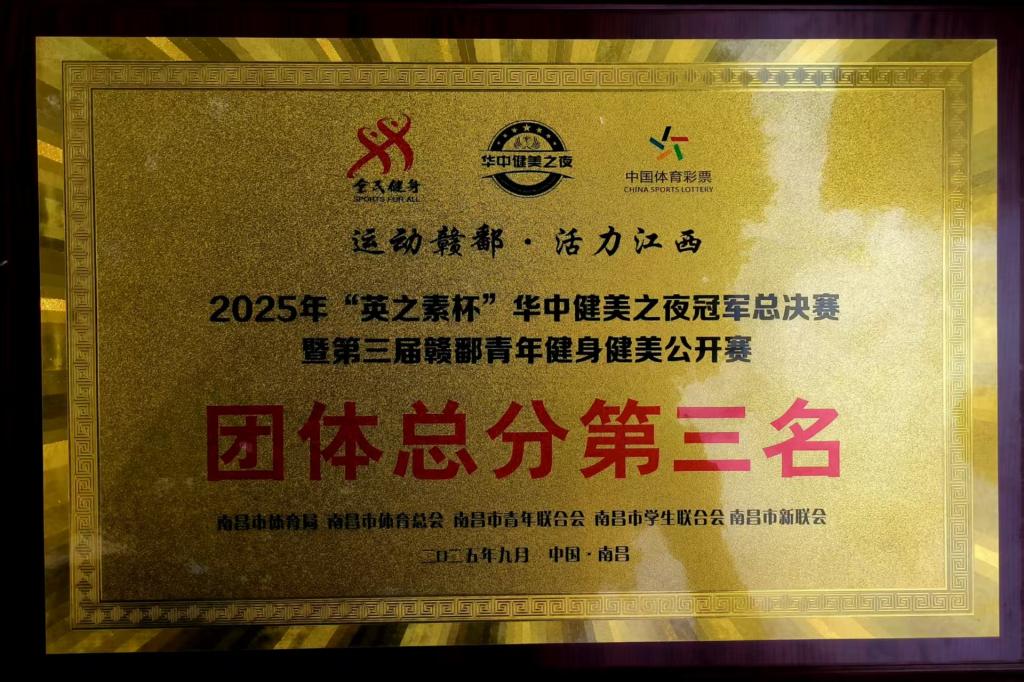 全民健身
SPORTS FOR ALL
华中健美之夜
中国体育彩票
CHINA SPORTS LOTTERY
运动赣鄱·活力江西
2025年“英之素杯”华中健美之夜冠军总决赛
暨第三届赣鄱青年健身健美公开赛
团体总分第三名
南昌市体育局 南昌市体育总会 南昌市青年联合会 南昌市学生联合会 南昌市新联会
二〇二五年九月 中国·南昌